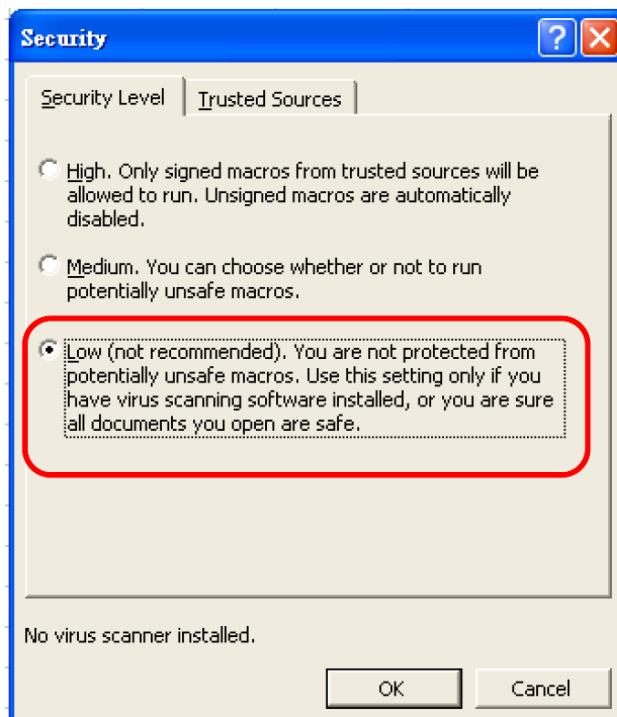 Security
Security Level
Trusted Sources
High. Only signed macros from trusted sources will be
allowed to run. Unsigned macros are automatically
disabled.
Medium. You can choose whether or not to run
potentially unsafe macros.
Low (not recommended). You are not protected from
potentially unsafe macros. Use this setting only if you
have virus scanning software installed, or you are sure
all documents you open are safe.
No virus scanner installed.
OK
Cancel